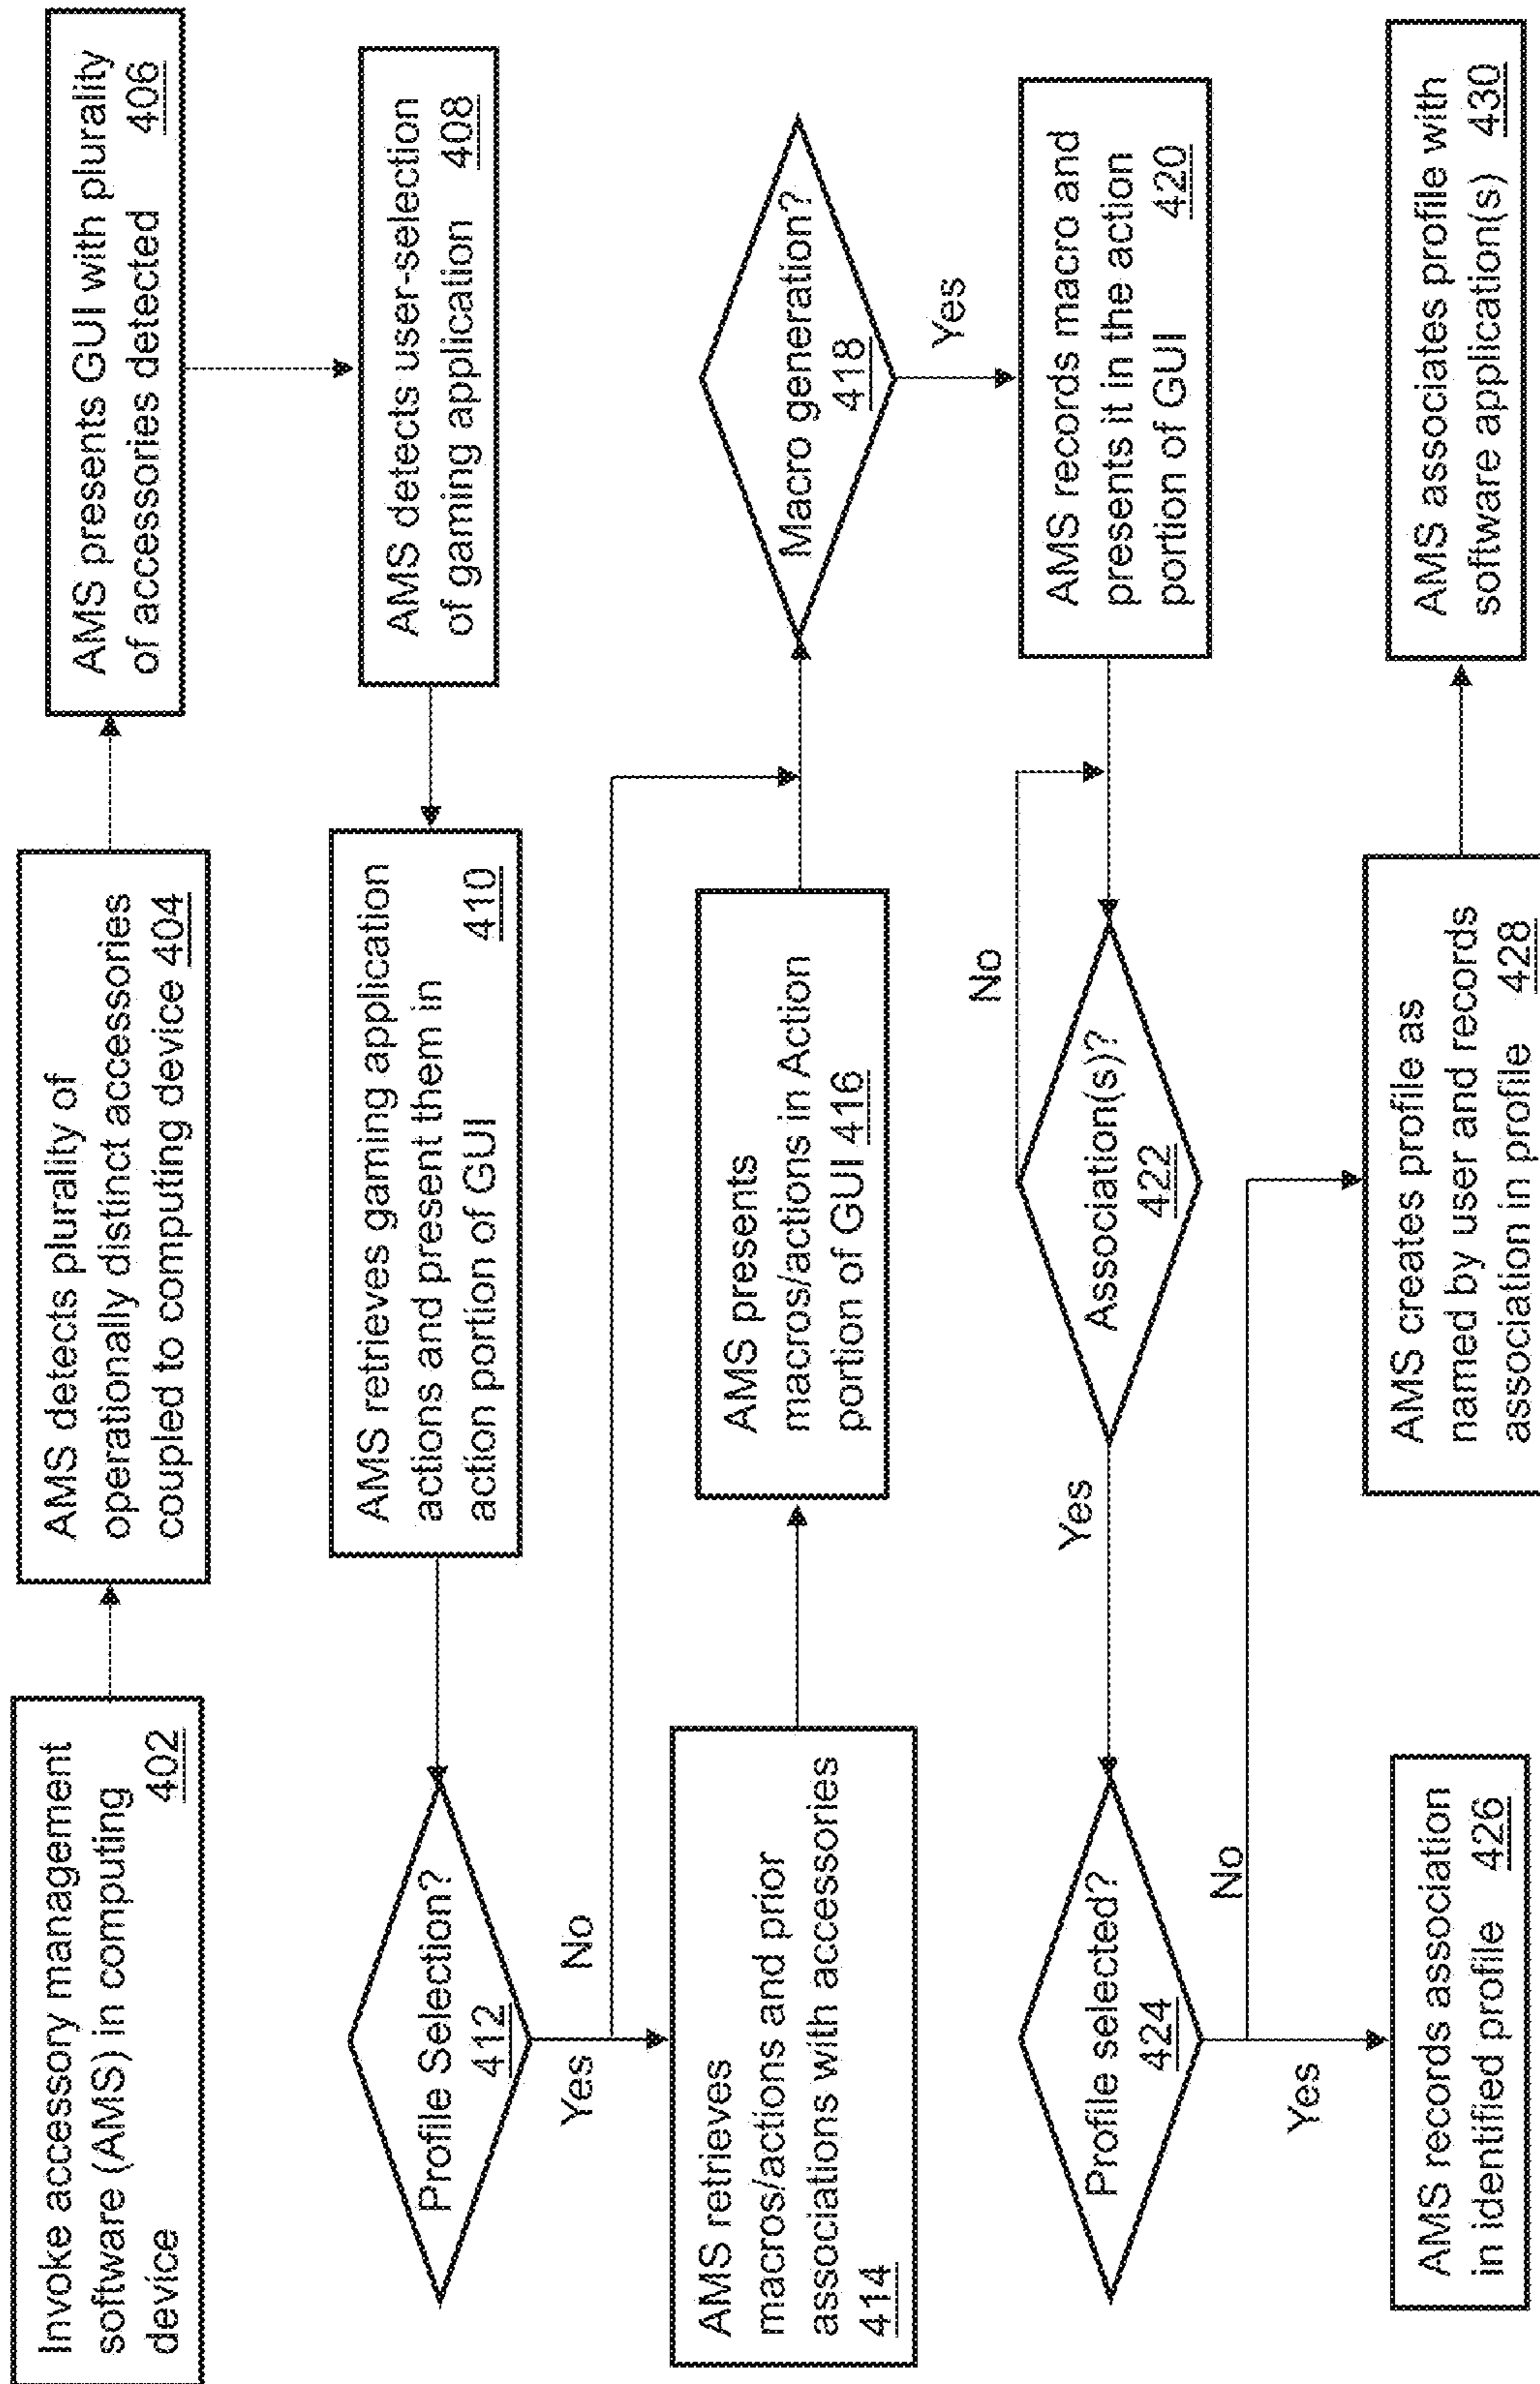 Invoke accessory management
software (AMS) in computing
device 402
AMS detects plurality of
operationally distinct accessories
coupled to computing device 404
AMS presents GUI with plurality
of accessories detected 406
AMS detects user-selection
of gaming application 408
AMS retrieves gaming application
actions and present them in
action portion of GUI 410
Profile Selection?
412
Yes
No
AMS retrieves
macros/actions and prior
associations with accessories
414
AMS presents
macros/actions in Action
portion of GUI 416
Macro generation?
418
Yes
AMS records macro and
presents it in the action
portion of GUI 420
Association(s)?
422
No
Yes
Profile selected?
424
Yes
No
AMS records association
in identified profile 426
AMS creates profile as
named by user and records
association in profile 428
AMS associates profile with
software application(s) 430